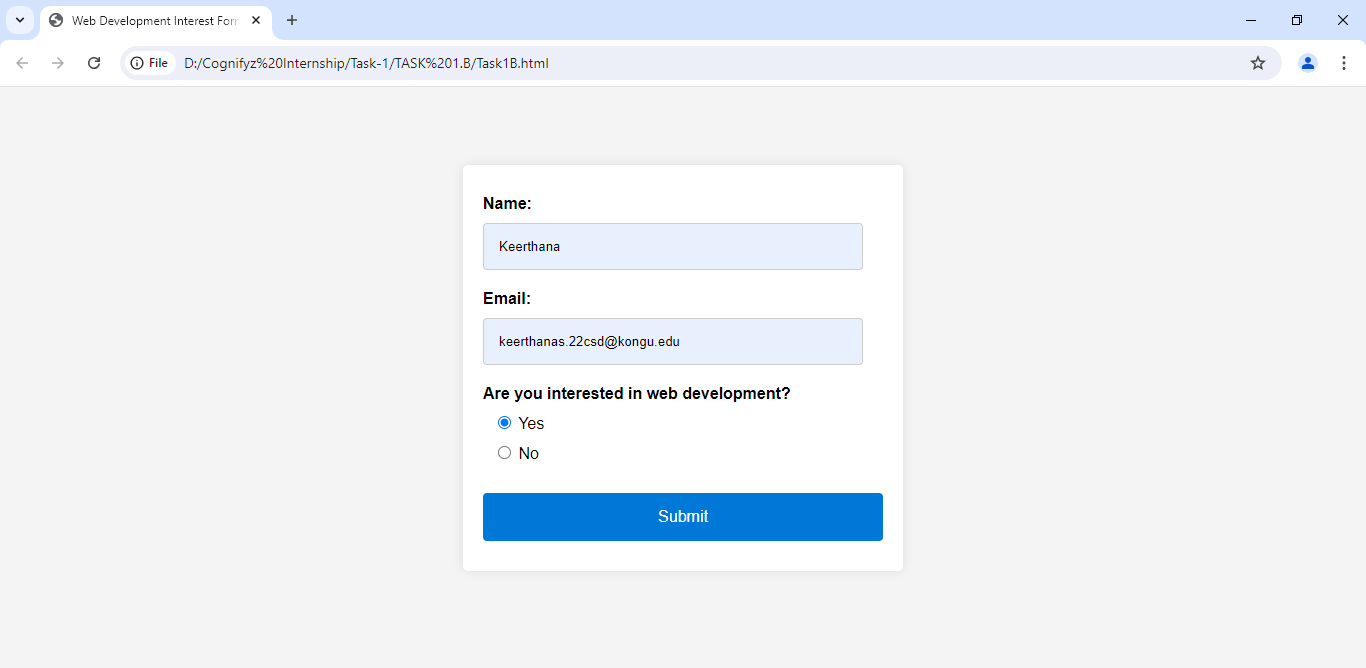 Web Development Interest For
File
D:/Cognifyz%20Internship/Task-1/TASK%201.B/Task1B.html
Name:
Keerthana
Email:
keerthanas.22csd@kongu.edu
Are you interested in web development?
Yes
No
Submit